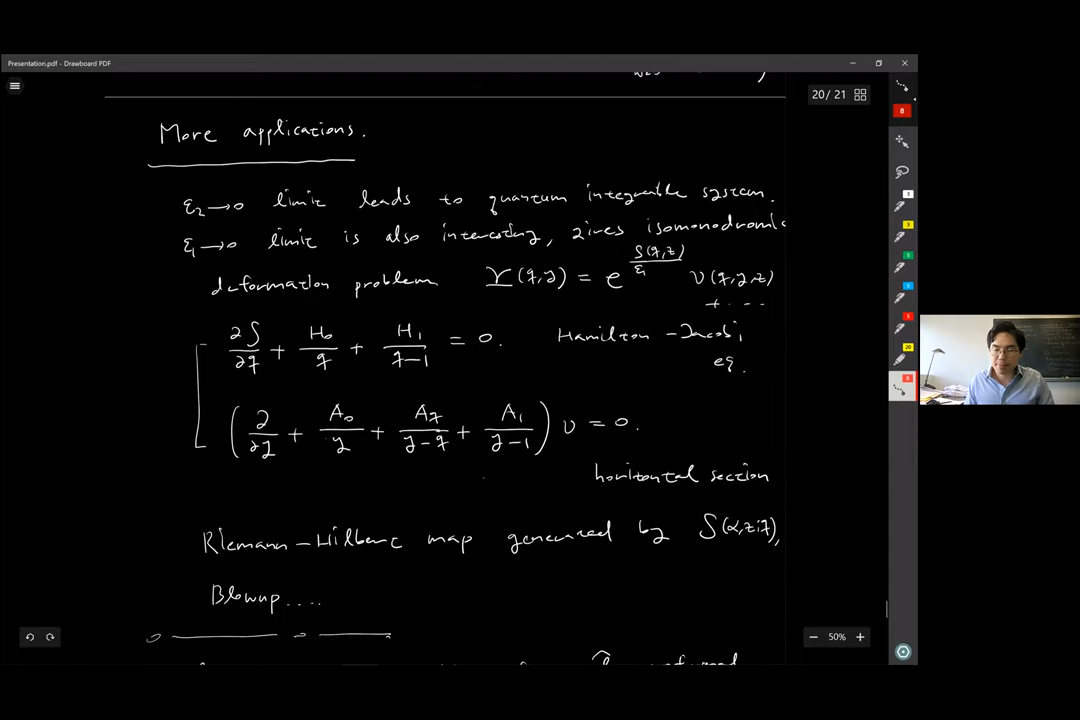 Presentation.pdf - Drawboard PDF
20/ 21
8
More applications.
ε₂ → 0 limit leads to quantum integrable system.
ε₁ → 0 limit is also interesting, gives isomonodromic
deformation problem Υ(q,y) = e^{S(q,z)/ε₁} υ(q,y,z) + ...
∂S/∂q + H₀/q + H₁/(q-1) = 0. Hamilton-Jacobi
eq.
(∂/∂y + A₀/y + A_q/(y-q) + A₁/(y-1)) υ = 0.
horizontal section
Riemann-Hilbert map generated by S(α,z;q),
Blowup....
50%